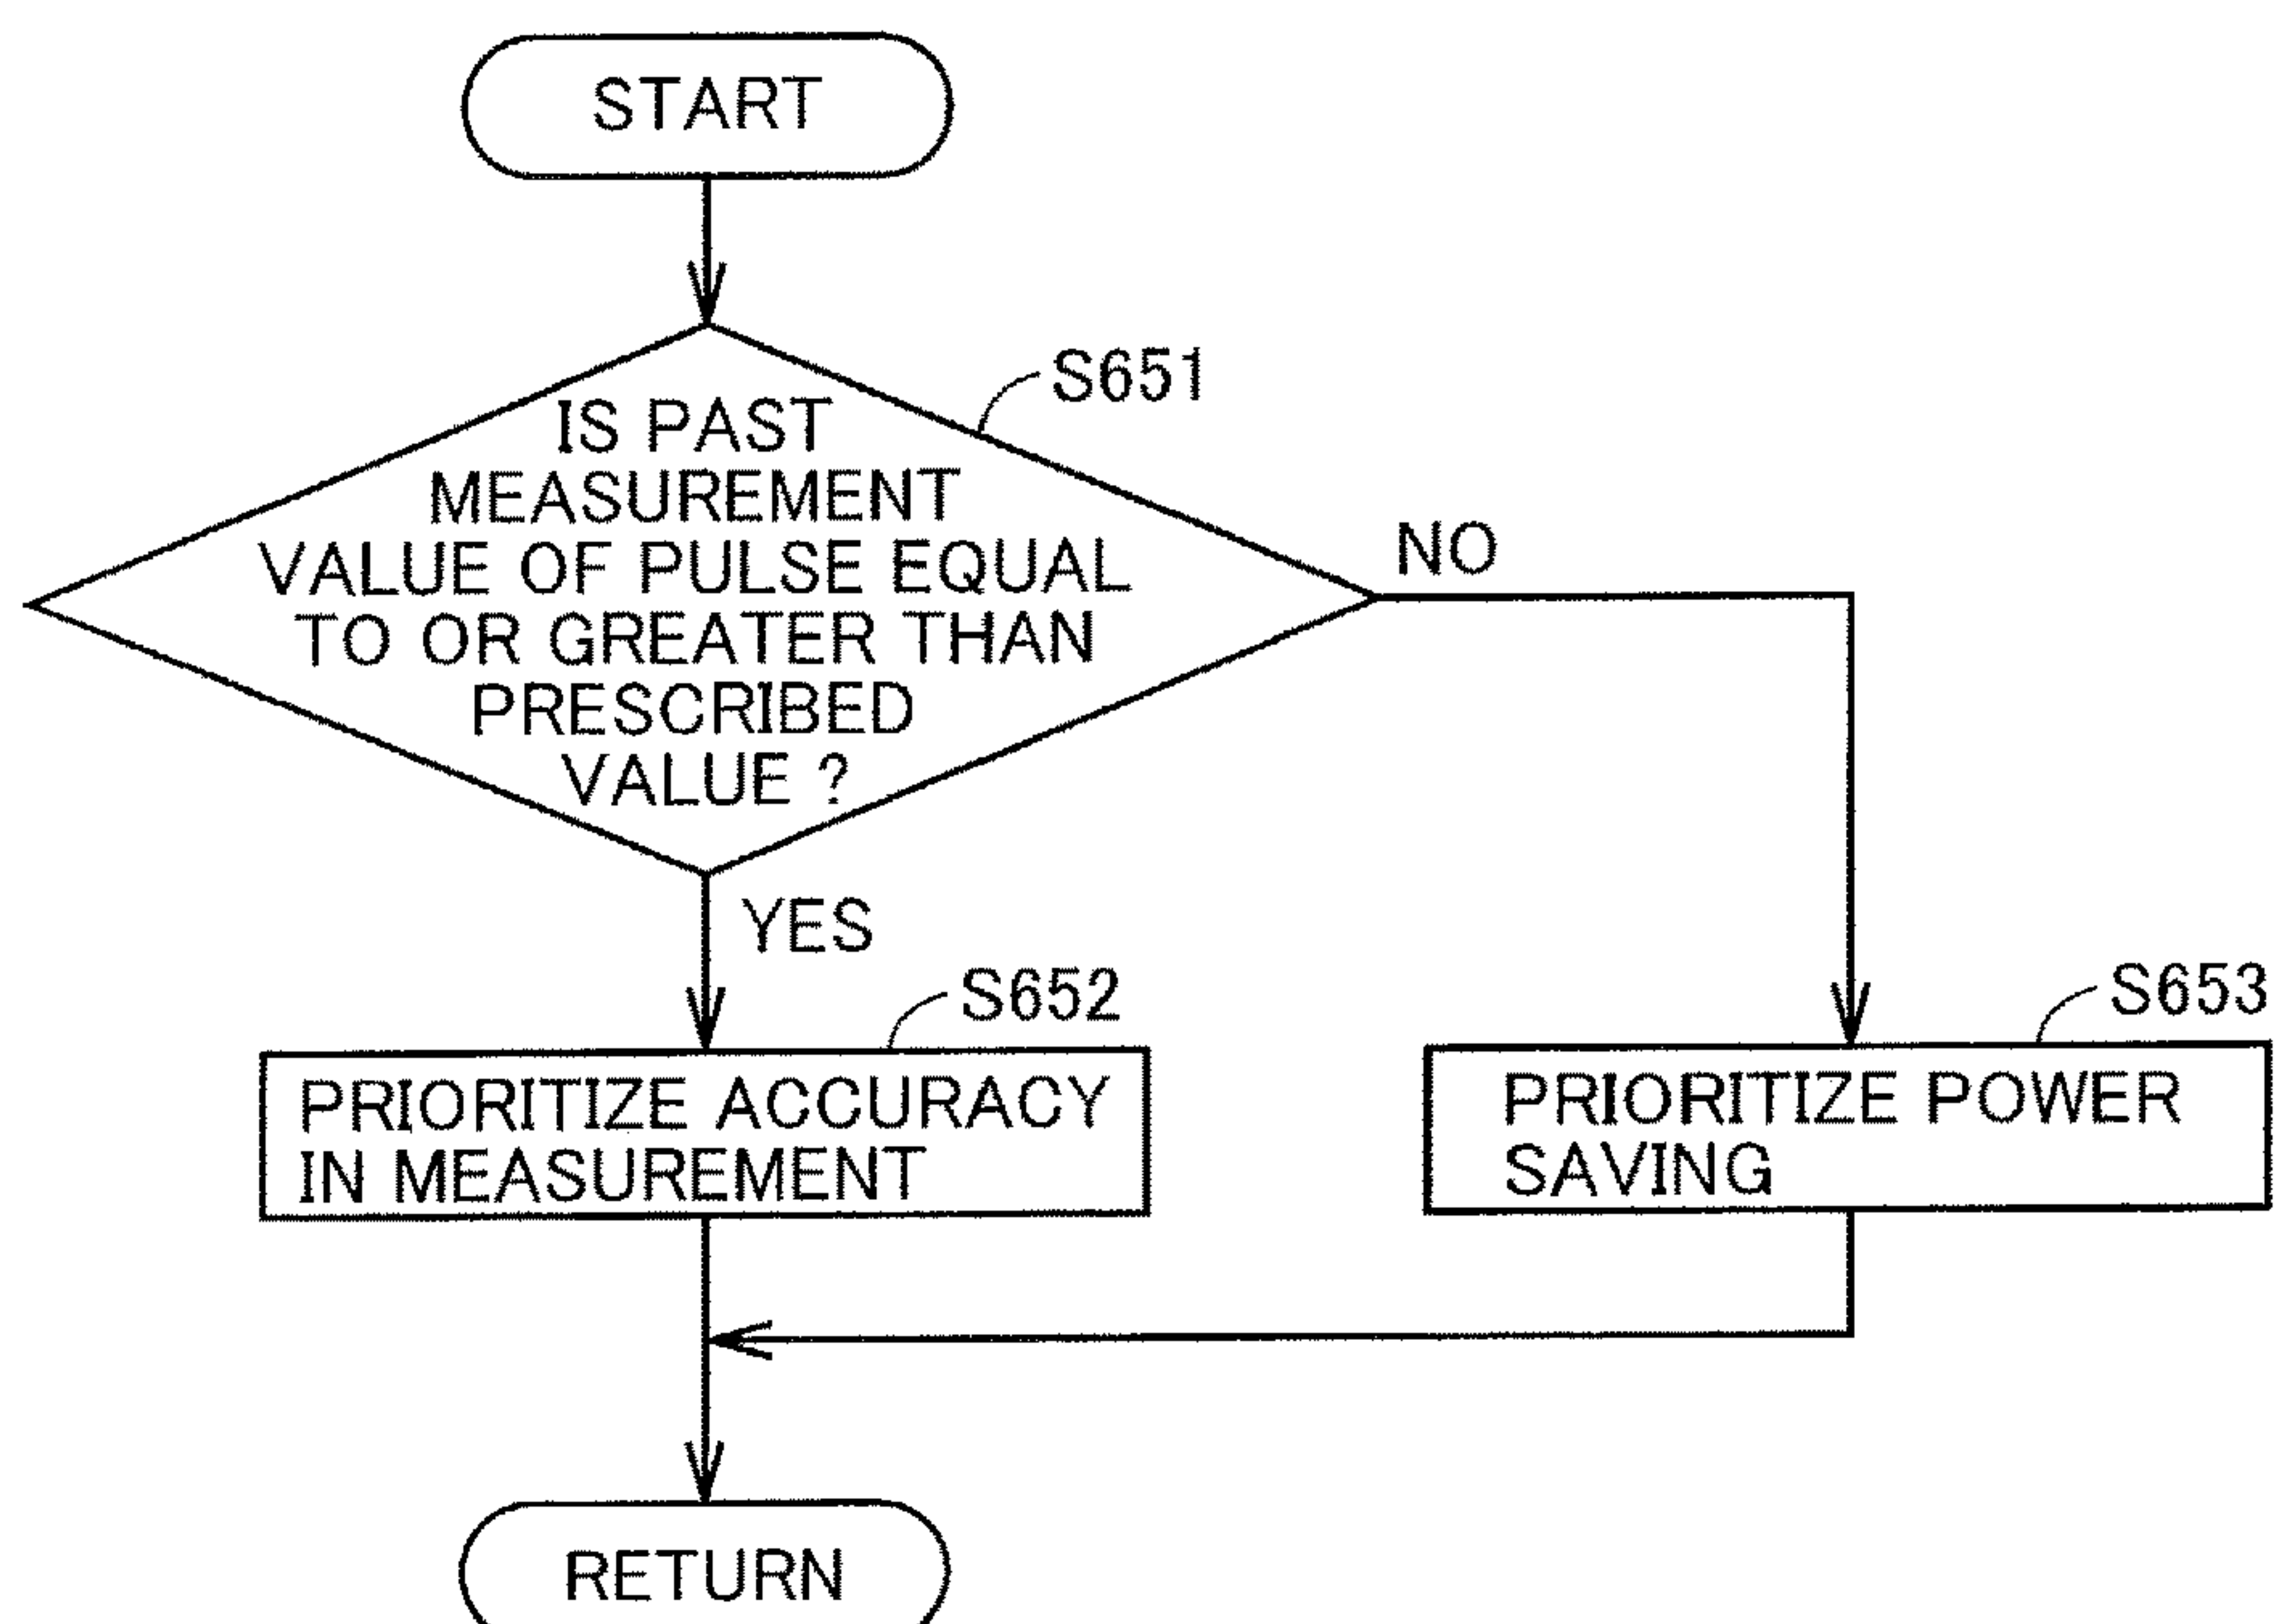 START
S651
IS PAST
MEASUREMENT
VALUE OF PULSE EQUAL
TO OR GREATER THAN
PRESCRIBED
VALUE ?
NO
YES
S652
PRIORITIZE ACCURACY
IN MEASUREMENT
S653
PRIORITIZE POWER
SAVING
RETURN